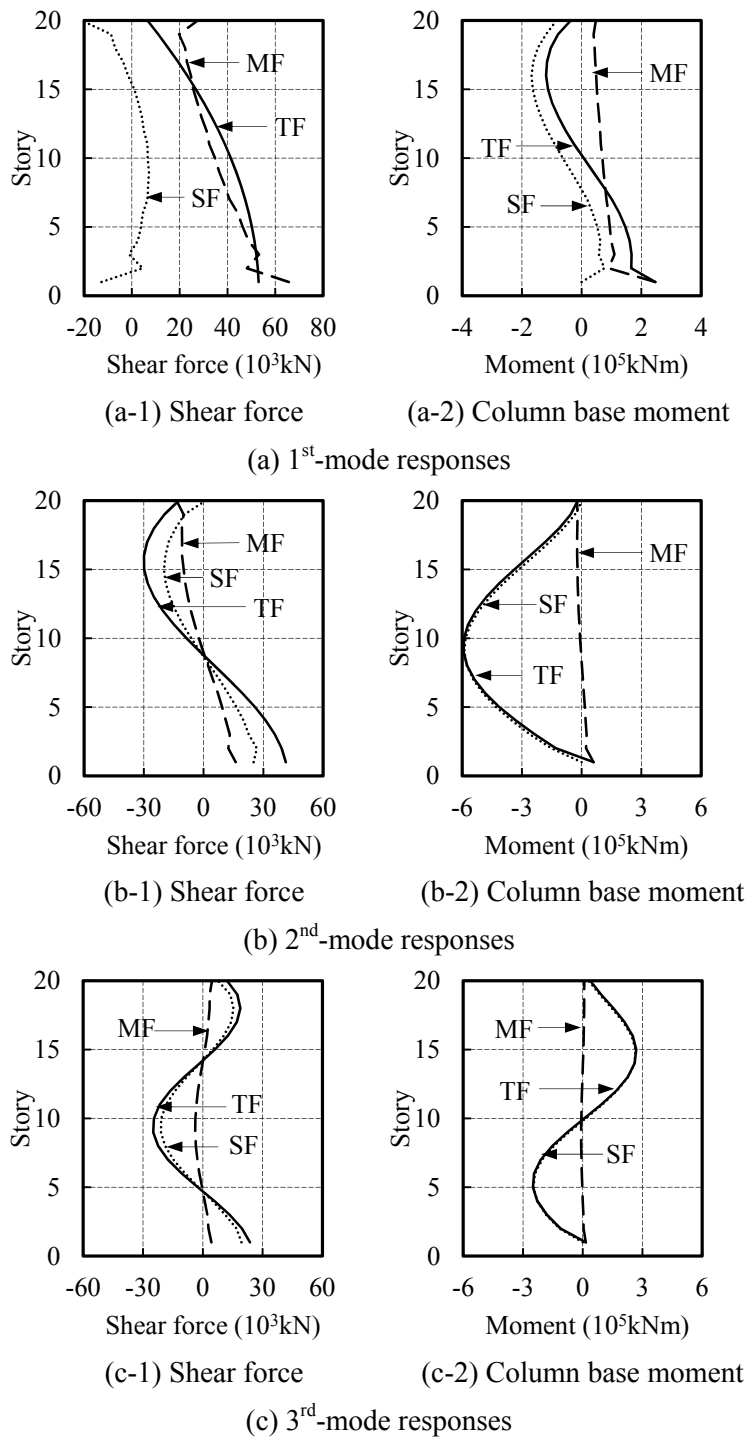 20
15
10
5
0
Story
MF
TF
SF
-20 0 20 40 60 80
Shear force (10³kN)
(a-1) Shear force
20
15
10
5
0
Story
MF
TF
SF
-4 -2 0 2 4
Moment (10⁵kNm)
(a-2) Column base moment
(a) 1ˢᵗ-mode responses
20
15
10
5
0
Story
MF
SF
TF
-60 -30 0 30 60
Shear force (10³kN)
(b-1) Shear force
20
15
10
5
0
Story
MF
SF
TF
-6 -3 0 3 6
Moment (10⁵kNm)
(b-2) Column base moment
(b) 2ⁿᵈ-mode responses
20
15
10
5
0
Story
MF
TF
SF
-60 -30 0 30 60
Shear force (10³kN)
(c-1) Shear force
20
15
10
5
0
Story
MF
TF
SF
-6 -3 0 3 6
Moment (10⁵kNm)
(c-2) Column base moment
(c) 3ʳᵈ-mode responses